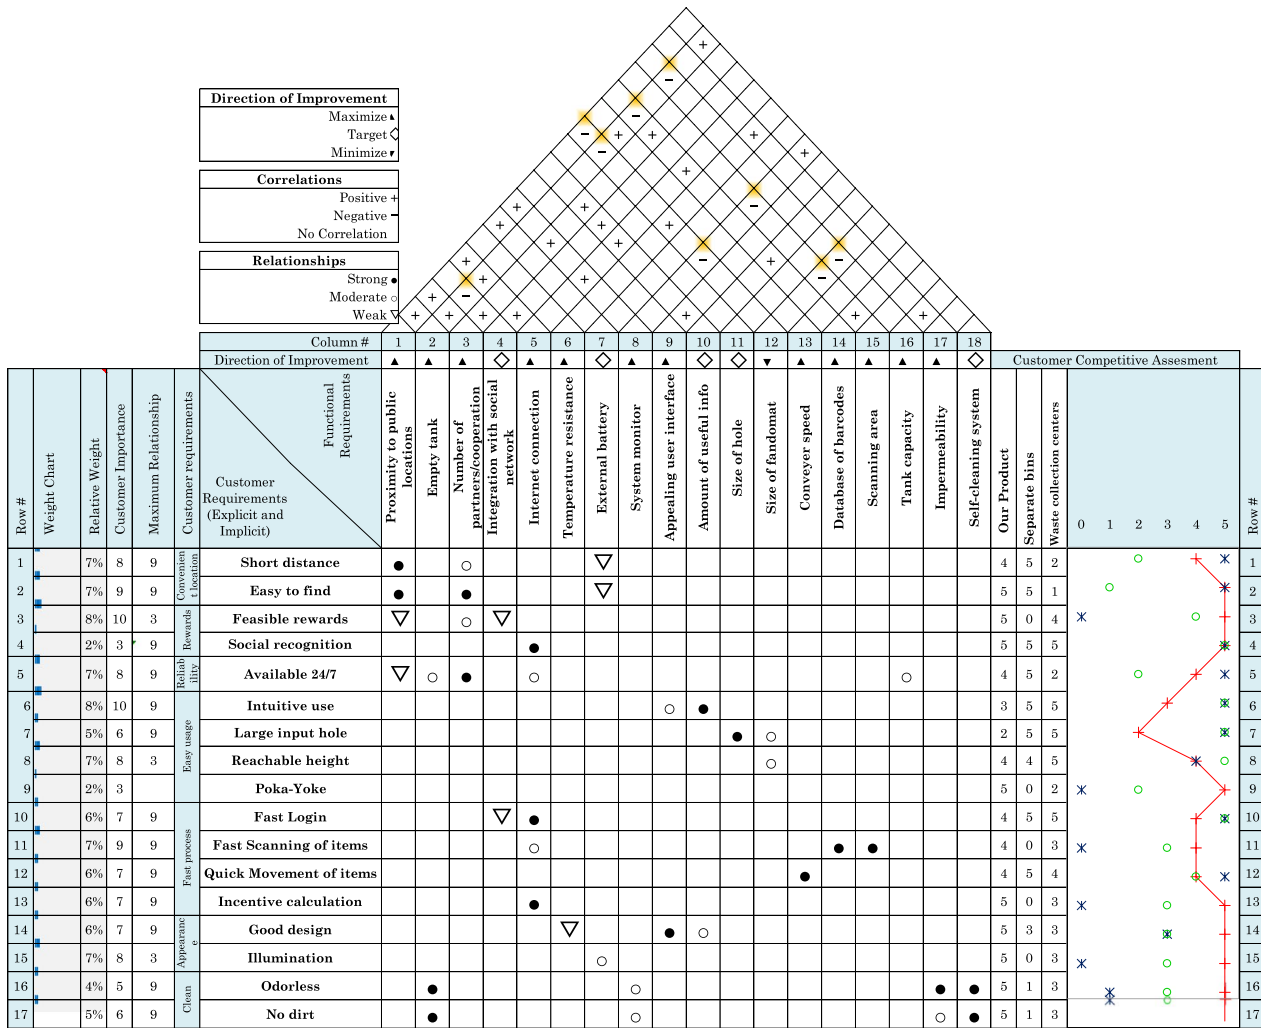 Direction of Improvement
Maximize
Target
Minimize
Correlations
Positive +
Negative −
No Correlation
Relationships
Strong ●
Moderate ○
Weak ▽
Column # 1 2 3 4 5 6 7 8 9 10 11 12 13 14 15 16 17 18
Direction of Improvement ▲ ▲ ▲ ◇ ▲ ▲ ◇ ▲ ▲ ◇ ◇ ▼ ▲ ▲ ▲ ▲ ▲ ◇ Customer Competitive Assesment
Row #
Weight Chart
Relative Weight
Customer Importance
Maximum Relationship
Customer requirements
Functional
Requirements
Customer
Requirements
(Explicit and
Implicit)
Proximity to public
locations
Empty tank
Number of
partners/cooperation
Integration with social
network
Internet connection
Temperature resistance
External battery
System monitor
Appealing user interface
Amount of useful info
Size of hole
Size of fandomat
Conveyer speed
Database of barcodes
Scanning area
Tank capacity
Impermeability
Self-cleaning system
Our Product
Separate bins
Waste collection centers
0 1 2 3 4 5
Row #
Convenien
t location
1 7% 8 9 Short distance ● ○ ▽ 4 5 2 1
2 7% 9 9 Easy to find ● ● ▽ 5 5 1 2
Rewards
3 8% 10 3 Feasible rewards ▽ ○ ▽ 5 0 4 3
4 2% 3 9 Social recognition ● 5 5 5 4
Reliab
ility
5 7% 8 9 Available 24/7 ▽ ○ ● ○ ○ 4 5 2 5
Easy usage
6 8% 10 9 Intuitive use ○ ● 3 5 5 6
7 5% 6 9 Large input hole ● ○ 2 5 5 7
8 7% 8 3 Reachable height ○ 4 4 5 8
9 2% 3 Poka-Yoke 5 0 2 9
Fast process
10 6% 7 9 Fast Login ▽ ● 4 5 5 10
11 7% 9 9 Fast Scanning of items ○ ● ● 4 0 3 11
12 6% 7 9 Quick Movement of items ● 4 5 4 12
13 6% 7 9 Incentive calculation ● 5 0 3 13
Appearanc
e
14 6% 7 9 Good design ▽ ● ○ 5 3 3 14
15 7% 8 3 Illumination ○ 5 0 3 15
Clean
16 4% 5 9 Odorless ● ○ ● ● 5 1 3 16
17 5% 6 9 No dirt ● ○ ○ ● 5 1 3 17